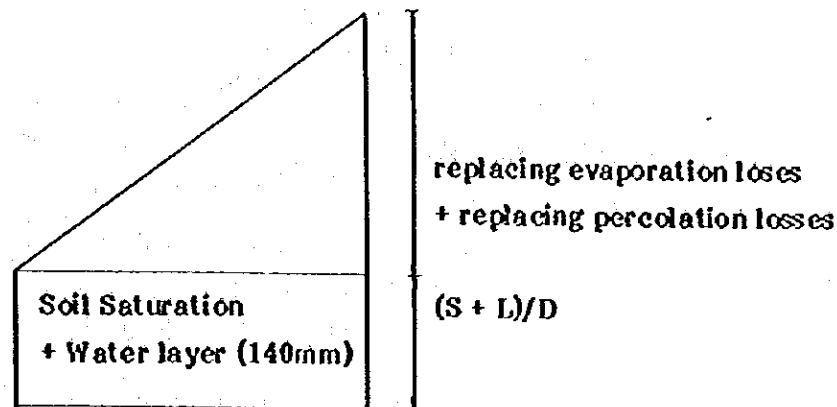 replacing evaporation loses
+ replacing percolation losses
Soil Saturation
+ Water layer (140mm)
(S + L)/D